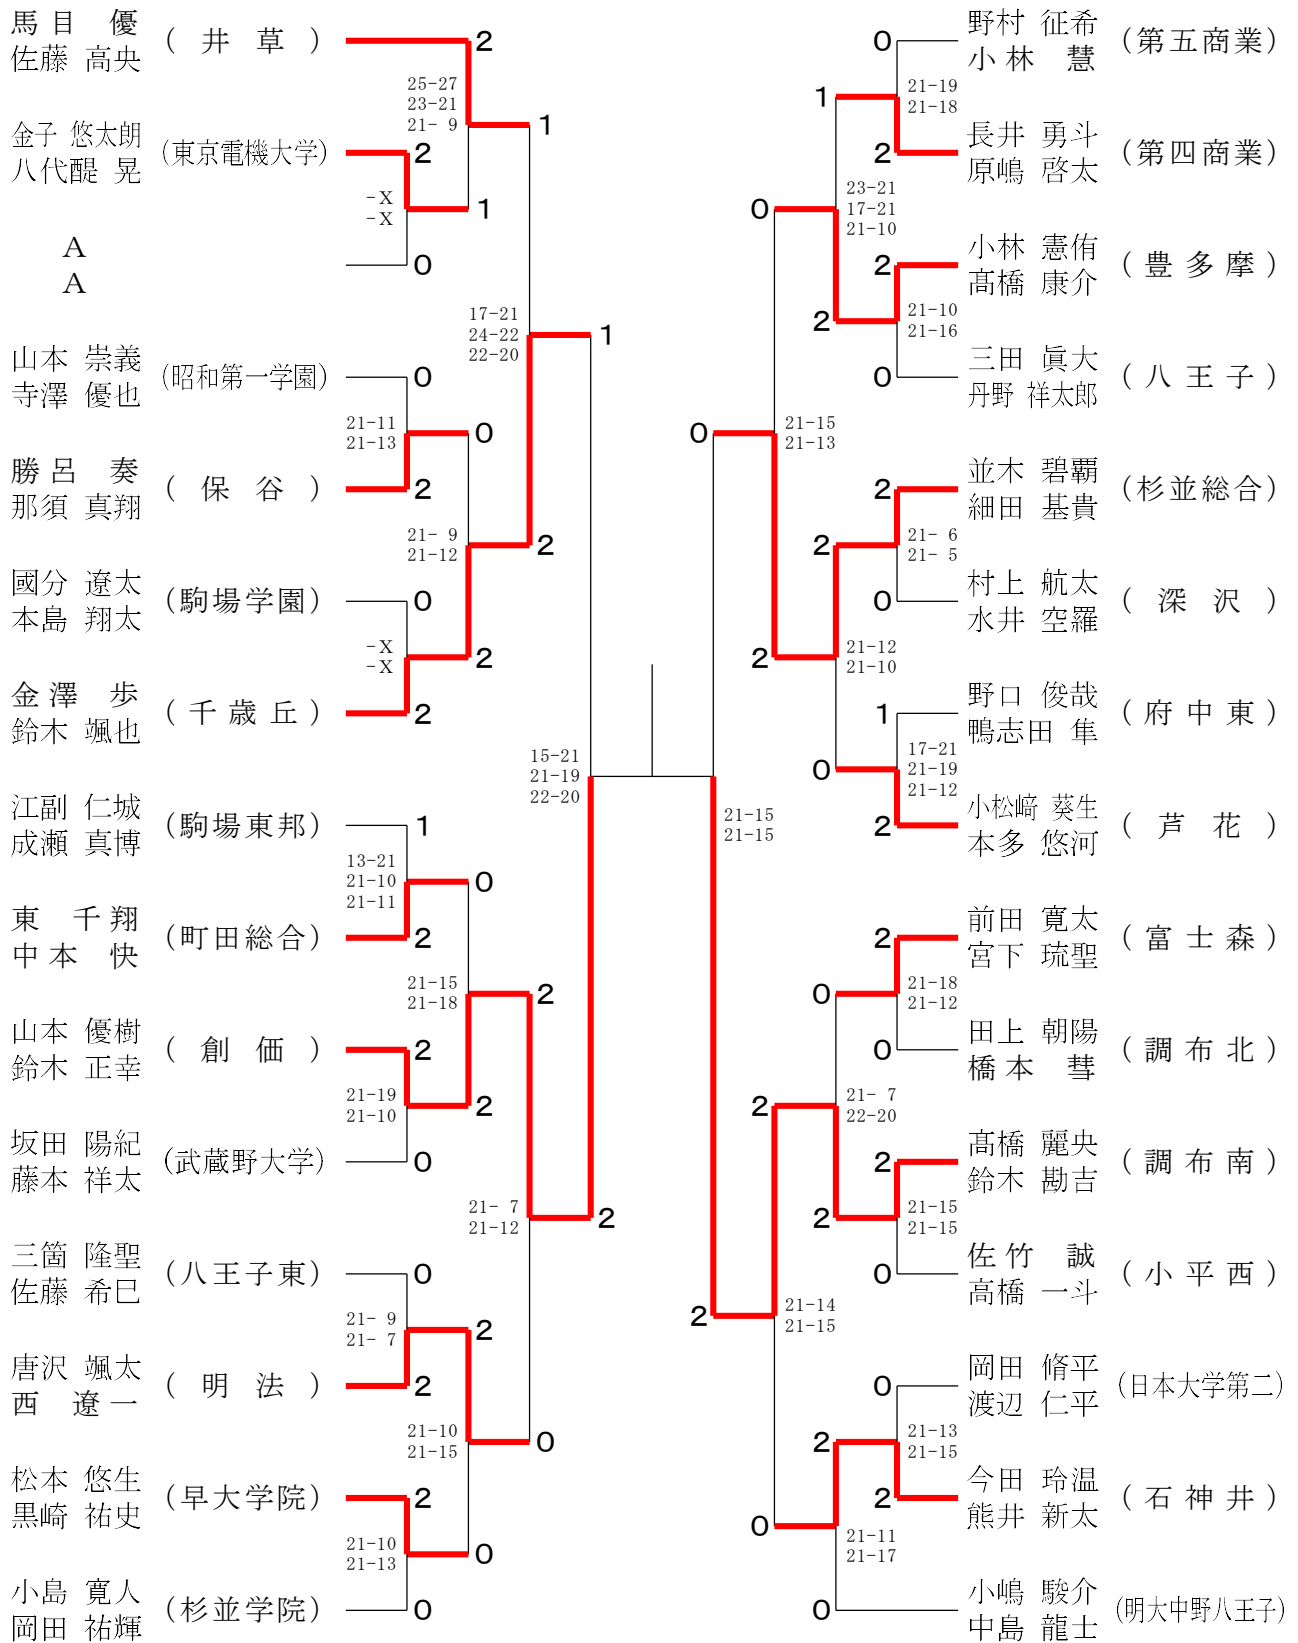 馬目 優
佐藤 高央
(井草)
2
25-27
23-21
21- 9
1
金子 悠太朗
八代醍 晃
(東京電機大学)
2
-X
-X
1
A
A
0
17-21
24-22
22-20
1
山本 崇義
寺澤 優也
(昭和第一学園)
0
21-11
21-13
0
勝呂 奏
那須 真翔
(保谷)
2
21- 9
21-12
2
國分 遼太
本島 翔太
(駒場学園)
0
-X
-X
2
金澤 歩
鈴木 颯也
(千歳丘)
2
15-21
21-19
22-20
江副 仁城
成瀬 真博
(駒場東邦)
1
13-21
21-10
21-11
0
東 千翔
中本 快
(町田総合)
2
21-15
21-18
2
山本 優樹
鈴木 正幸
(創価)
2
21-19
21-10
2
坂田 陽紀
藤本 祥太
(武蔵野大学)
0
21- 7
21-12
2
三箇 隆聖
佐藤 希巳
(八王子東)
0
21- 9
21- 7
2
唐沢 颯太
西 遼一
(明法)
2
21-10
21-15
0
松本 悠生
黒崎 祐史
(早大学院)
2
21-10
21-13
0
小島 寛人
岡田 祐輝
(杉並学院)
0
0
野村 征希
小林 慧
(第五商業)
1
21-19
21-18
2
長井 勇斗
原嶋 啓太
(第四商業)
0
23-21
17-21
21-10
2
小林 憲侑
髙橋 康介
(豊多摩)
2
21-10
21-16
0
三田 眞大
丹野 祥太郎
(八王子)
0
21-15
21-13
2
並木 碧覇
細田 基貴
(杉並総合)
2
21- 6
21- 5
0
村上 航太
水井 空羅
(深沢)
2
21-12
21-10
1
野口 俊哉
鴨志田 隼
(府中東)
0
17-21
21-19
21-12
2
小松﨑 葵生
本多 悠河
(芦花)
21-15
21-15
2
前田 寛太
宮下 琉聖
(富士森)
0
21-18
21-12
0
田上 朝陽
橋本 彗
(調布北)
2
21- 7
22-20
2
髙橋 麗央
鈴木 勘吉
(調布南)
2
21-15
21-15
0
佐竹 誠
高橋 一斗
(小平西)
2
21-14
21-15
0
岡田 脩平
渡辺 仁平
(日本大学第二)
2
21-13
21-15
2
今田 玲温
熊井 新太
(石神井)
0
21-11
21-17
0
小嶋 駿介
中島 龍士
(明大中野八王子)